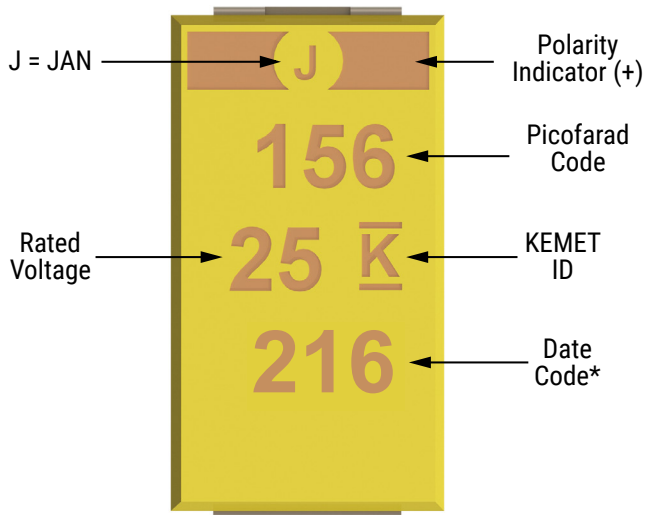 J = JAN
J
Polarity
Indicator (+)
156
Picofarad
Code
Rated
Voltage
25 K
KEMET
ID
216
Date
Code*